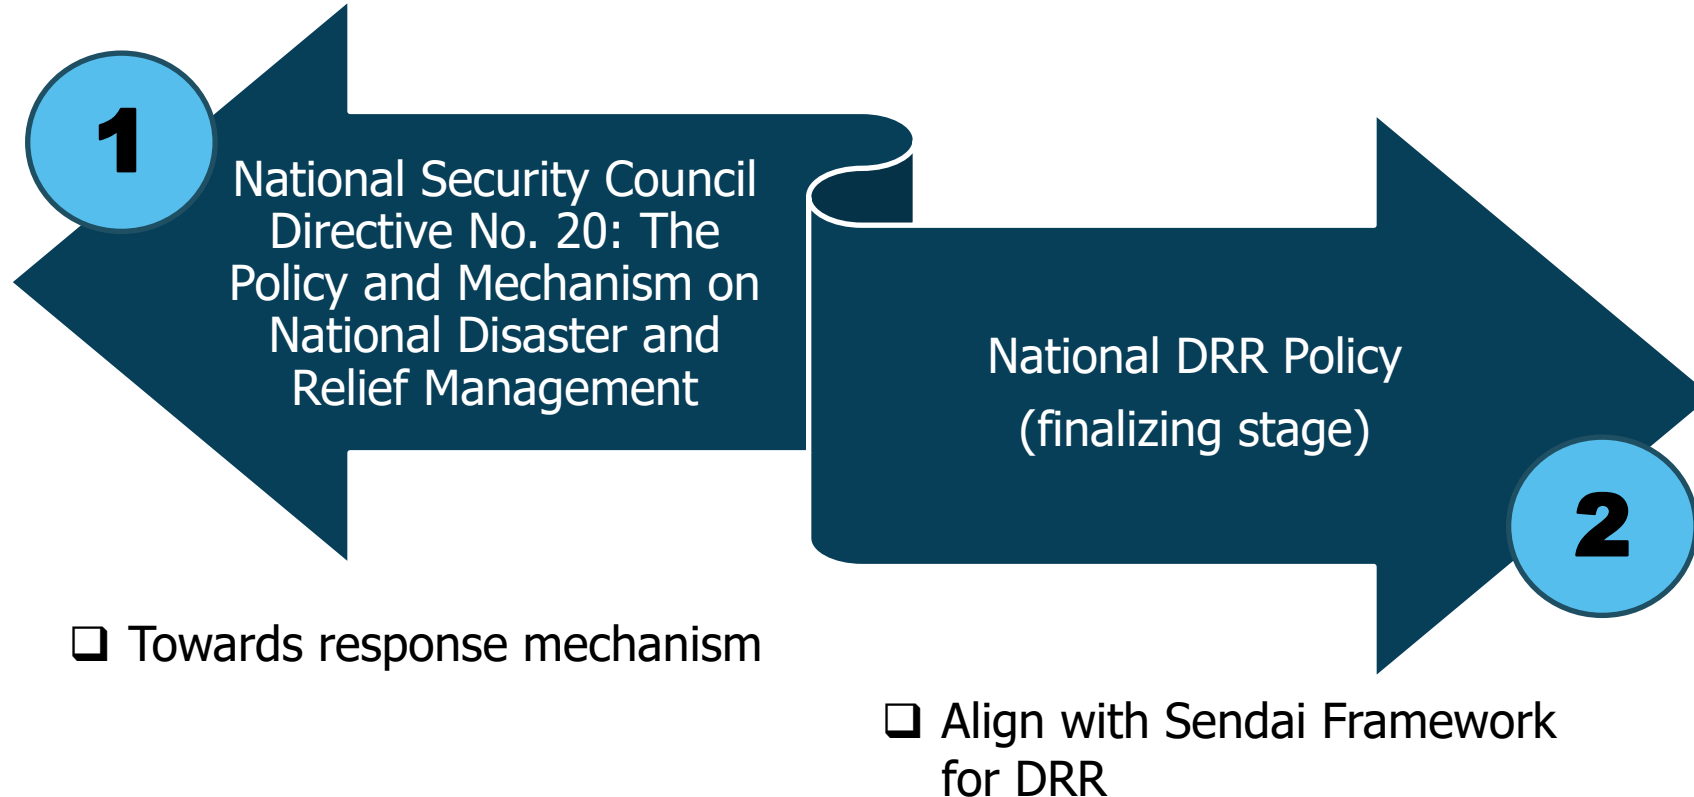 1
National Security Council
Directive No. 20: The
Policy and Mechanism on
National Disaster and
Relief Management
National DRR Policy
(finalizing stage)
2
❑ Towards response mechanism
❑ Align with Sendai Framework
for DRR